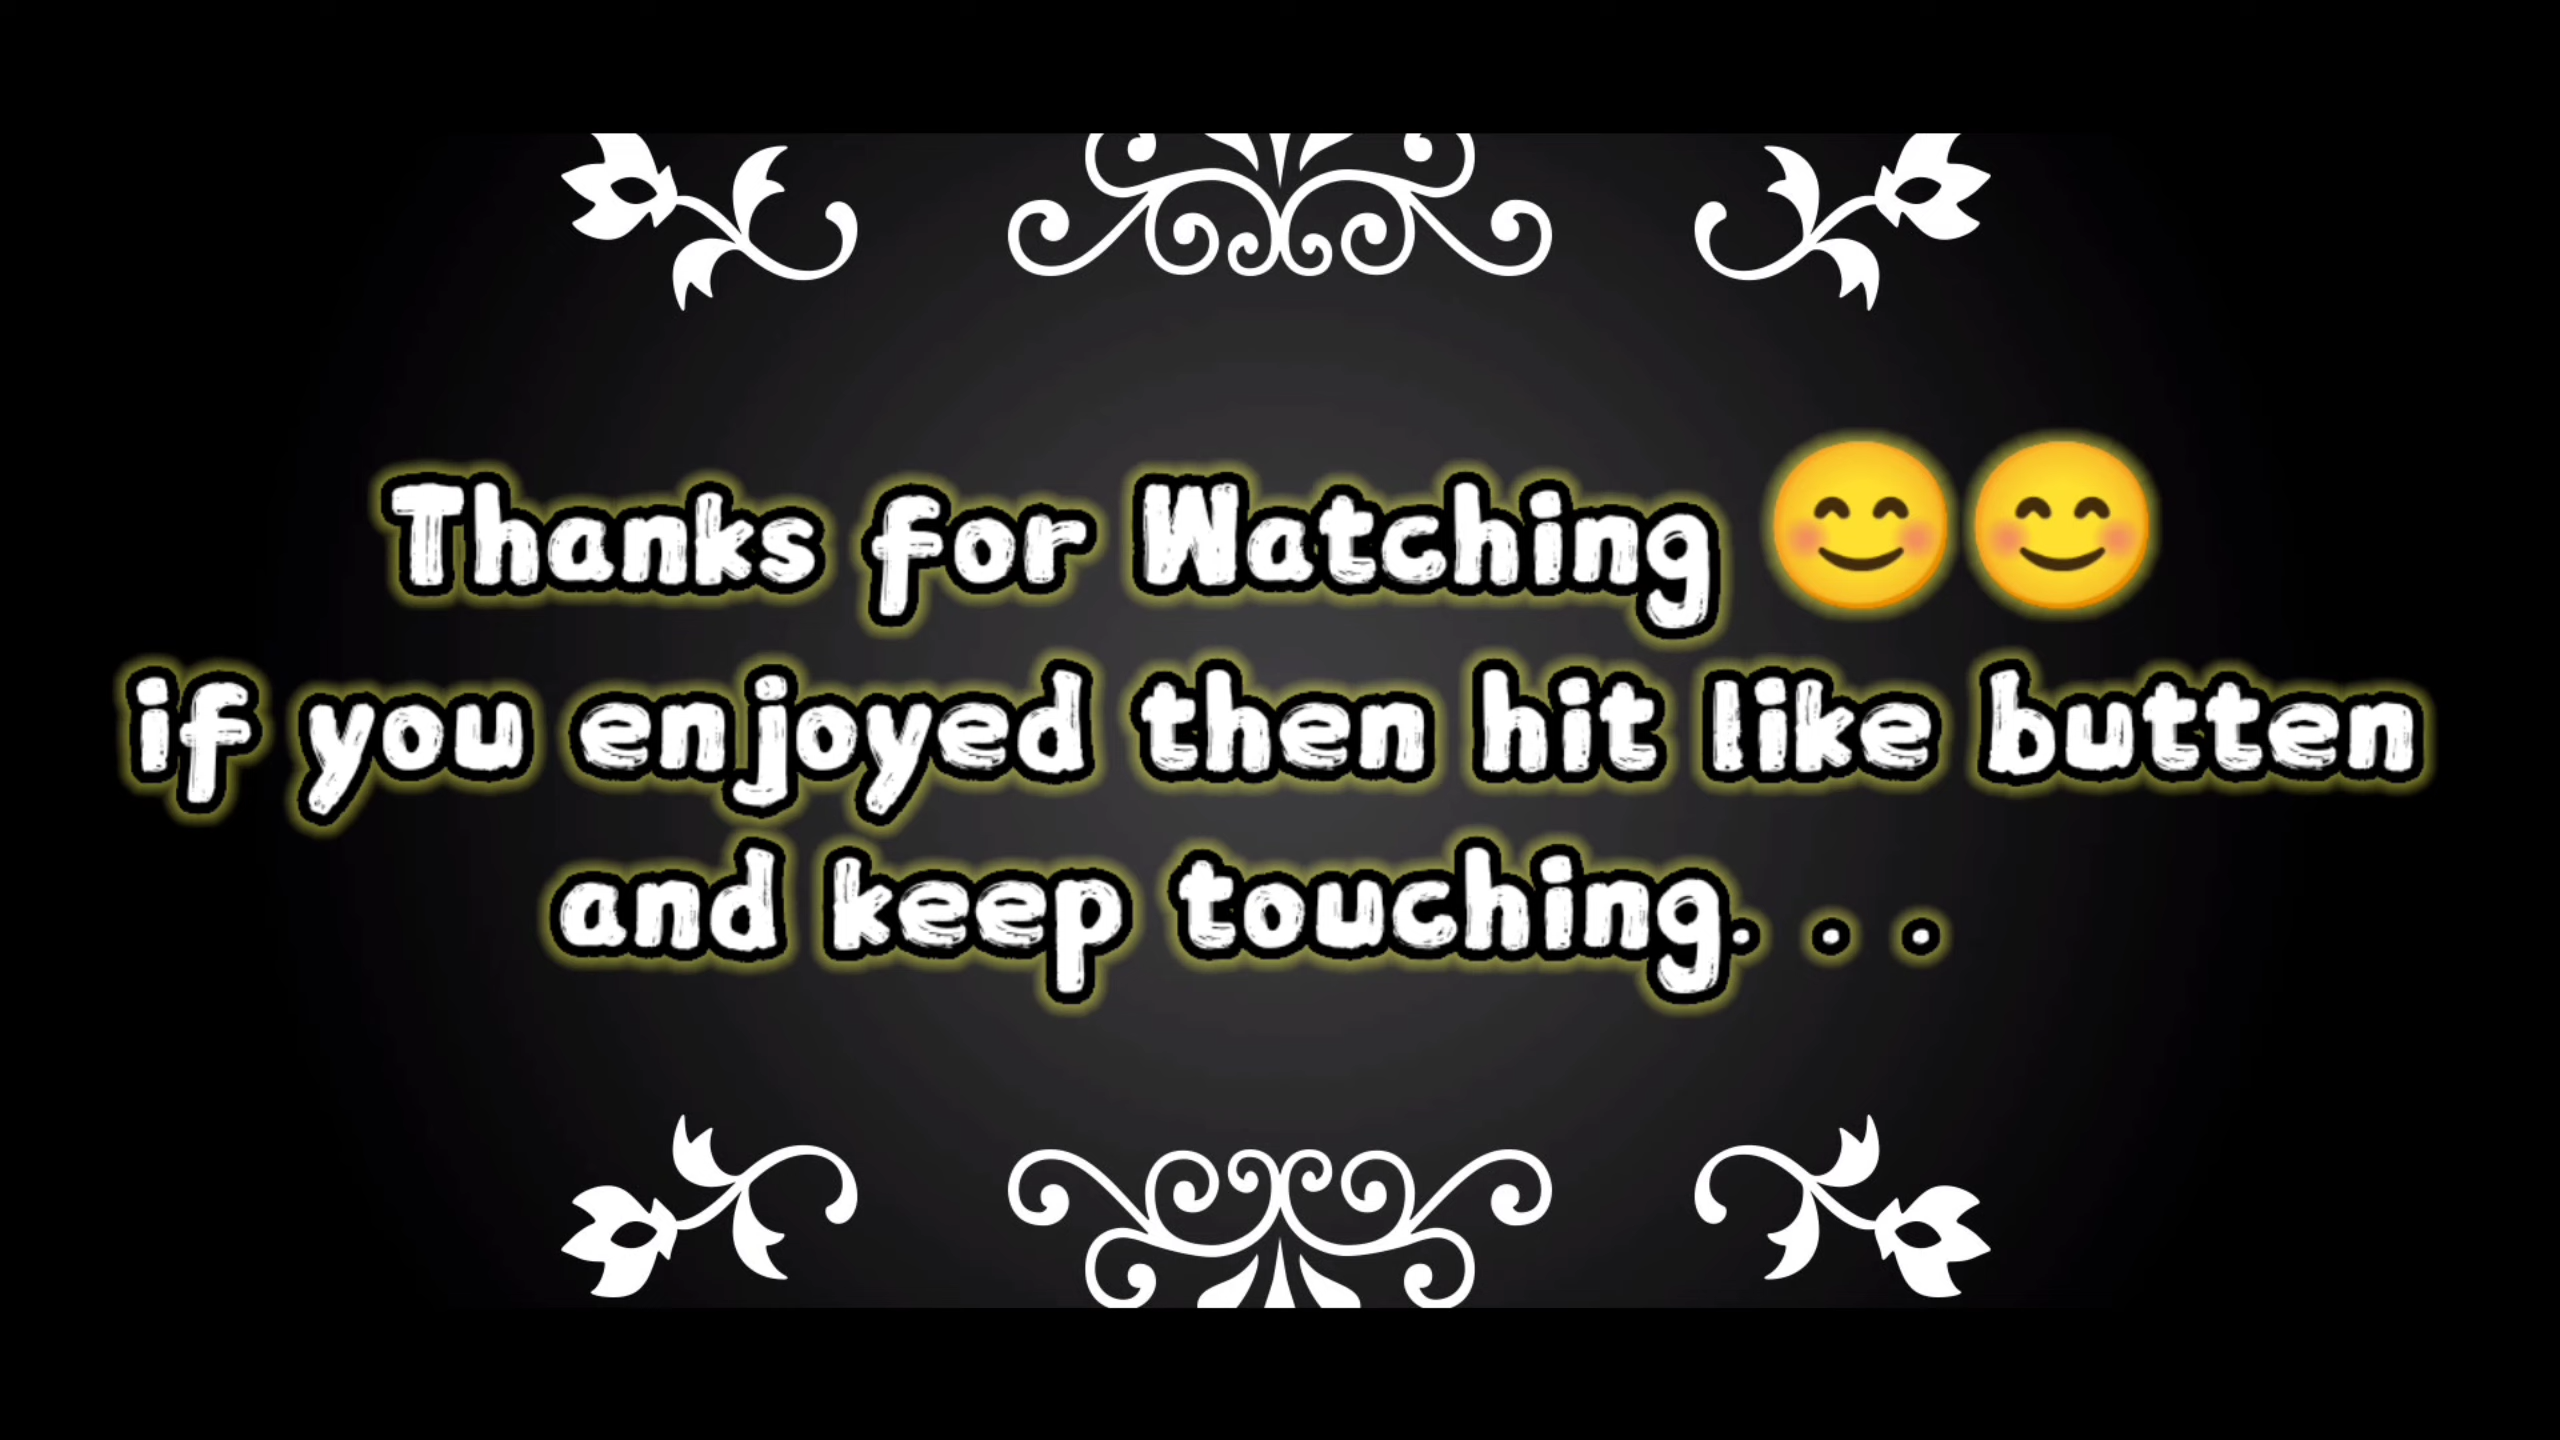 Thanks for Watching 😊😊
if you enjoyed then hit like butten
and keep touching. . .